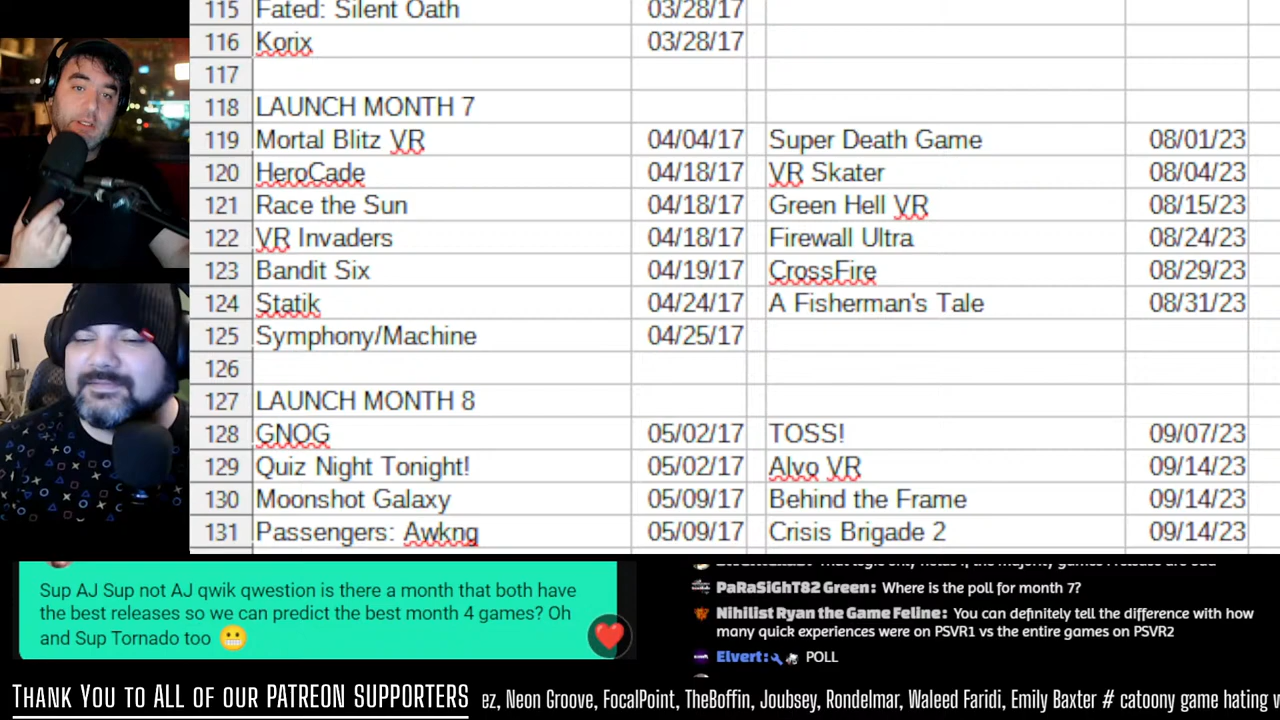 115 Fated: Silent Oath 03/28/17
116 Korix 03/28/17
117
118 LAUNCH MONTH 7
119 Mortal Blitz VR 04/04/17 Super Death Game 08/01/23
120 HeroCade 04/18/17 VR Skater 08/04/23
121 Race the Sun 04/18/17 Green Hell VR 08/15/23
122 VR Invaders 04/18/17 Firewall Ultra 08/24/23
123 Bandit Six 04/19/17 CrossFire 08/29/23
124 Statik 04/24/17 A Fisherman's Tale 08/31/23
125 Symphony/Machine 04/25/17
126
127 LAUNCH MONTH 8
128 GNOG 05/02/17 TOSS! 09/07/23
129 Quiz Night Tonight! 05/02/17 Alvo VR 09/14/23
130 Moonshot Galaxy 05/09/17 Behind the Frame 09/14/23
131 Passengers: Awkng 05/09/17 Crisis Brigade 2 09/14/23
Sup AJ Sup not AJ qwik qwestion is there a month that both have
the best releases so we can predict the best month 4 games? Oh
and Sup Tornado too 😬
PaRaSiGhT82 Green: Where is the poll for month 7?
Nihilist Ryan the Game Feline: You can definitely tell the difference with how
many quick experiences were on PSVR1 vs the entire games on PSVR2
Elvert: POLL
THANK YOU TO ALL OF OUR PATREON SUPPORTERS ez, Neon Groove, FocalPoint, TheBoffin, Joubsey, Rondelmar, Waleed Faridi, Emily Baxter # catoony game hating